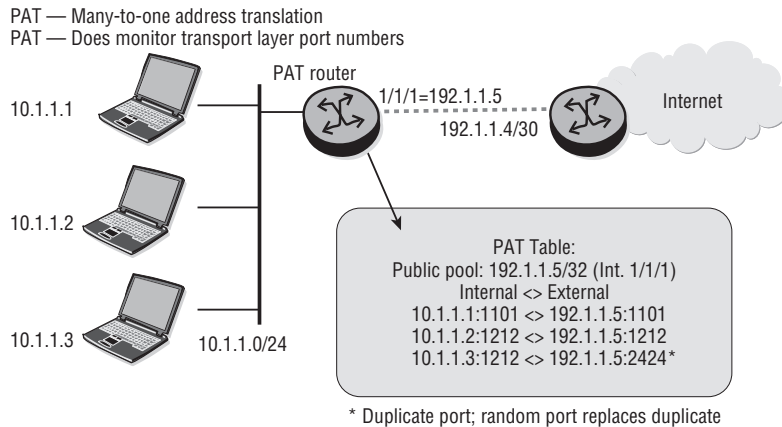 PAT — Many-to-one address translation
PAT — Does monitor transport layer port numbers
PAT router
10.1.1.1
1/1/1=192.1.1.5
192.1.1.4/30
Internet
10.1.1.2
10.1.1.3
10.1.1.0/24
PAT Table:
Public pool: 192.1.1.5/32 (Int. 1/1/1)
Internal <> External
10.1.1.1:1101 <> 192.1.1.5:1101
10.1.1.2:1212 <> 192.1.1.5:1212
10.1.1.3:1212 <> 192.1.1.5:2424*
* Duplicate port; random port replaces duplicate